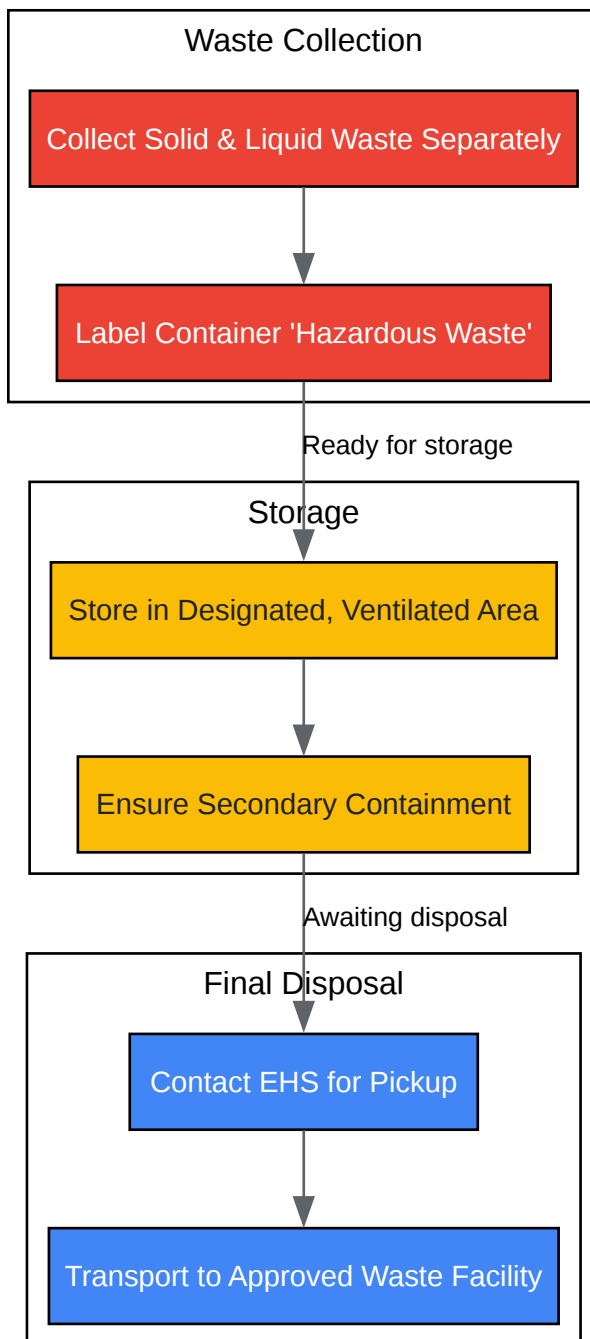 Waste Collection
Collect Solid & Liquid Waste Separately
Label Container 'Hazardous Waste'
Ready for storage
Storage
Store in Designated, Ventilated Area
Ensure Secondary Containment
Awaiting disposal
Final Disposal
Contact EHS for Pickup
Transport to Approved Waste Facility